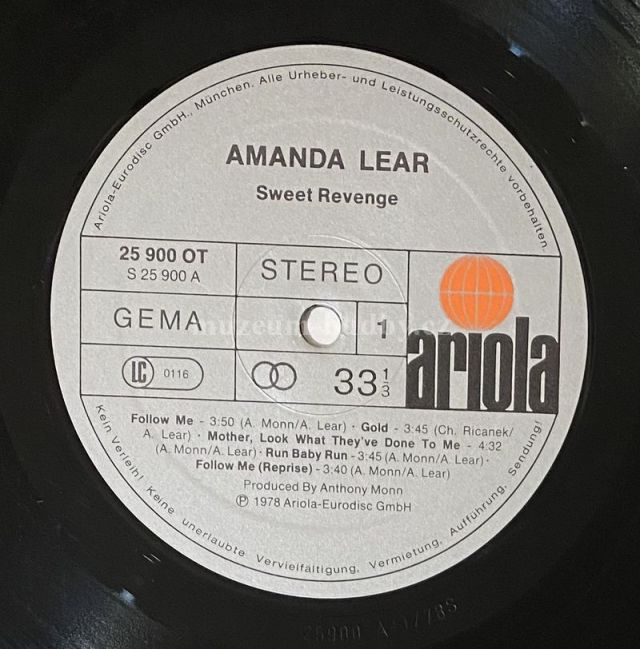 Ariola-Eurodisc GmbH., München. Alle Urheber- und Leistungsschutzrechte vorbehalten.
AMANDA LEAR
Sweet Revenge
25 900 OT
S 25 900 A
STEREO
GEMA
1
LC 0116
33 1/3
ariola
Follow Me - 3:50 (A. Monn/A. Lear) · Gold - 3:45 (Ch. Ricanek/
A. Lear) · Mother, Look What They've Done To Me - 4:32
(A. Monn/A. Lear) · Run Baby Run - 3:45 (A. Monn/A. Lear) ·
Follow Me (Reprise) - 3:40 (A. Monn/A. Lear)
Produced By Anthony Monn
℗ 1978 Ariola-Eurodisc GmbH
Kein Verleih! Keine unerlaubte Vervielfältigung, Vermietung, Aufführung, Sendung!